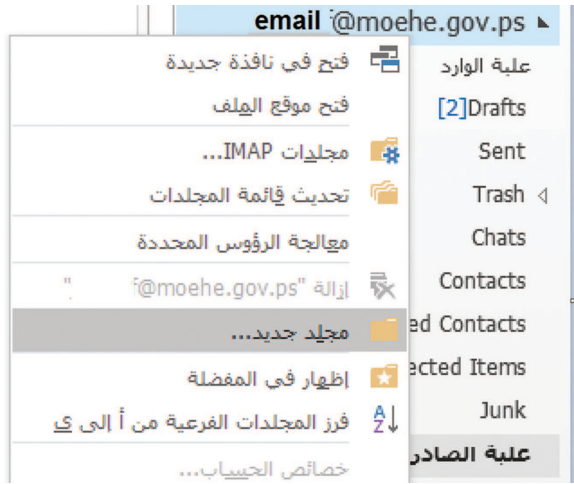 email @moehe.gov.ps
علبة الوارد
Drafts[2]
Sent
Trash
Chats
Contacts
ed Contacts
ected Items
Junk
علبة الصادر
فتح في نافذة جديدة
فتح موقع الملف
مجلدات IMAP...
تحديث قائمة المجلدات
معالجة الرؤوس المحددة
إزالة "f@moehe.gov.ps"
مجلد جديد...
إظهار في المفضلة
فرز المجلدات الفرعية من أ إلى ي
خصائص الحساب...